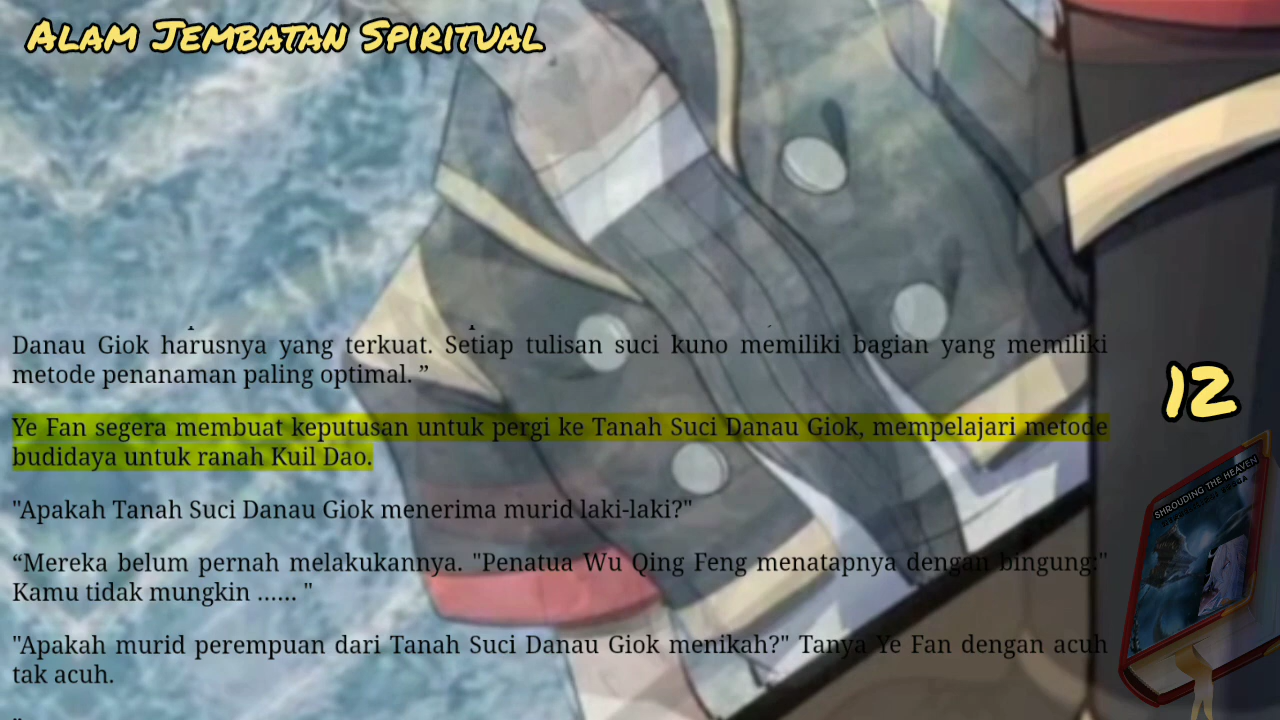 Alam Jembatan Spiritual
Danau Giok harusnya yang terkuat. Setiap tulisan suci kuno memiliki bagian yang memiliki
metode penanaman paling optimal. ”
Ye Fan segera membuat keputusan untuk pergi ke Tanah Suci Danau Giok, mempelajari metode
budidaya untuk ranah Kuil Dao.
"Apakah Tanah Suci Danau Giok menerima murid laki-laki?"
“Mereka belum pernah melakukannya. "Penatua Wu Qing Feng menatapnya dengan bingung:"
Kamu tidak mungkin ...... "
"Apakah murid perempuan dari Tanah Suci Danau Giok menikah?" Tanya Ye Fan dengan acuh
tak acuh.
12
SHROUDING THE HEAVEN